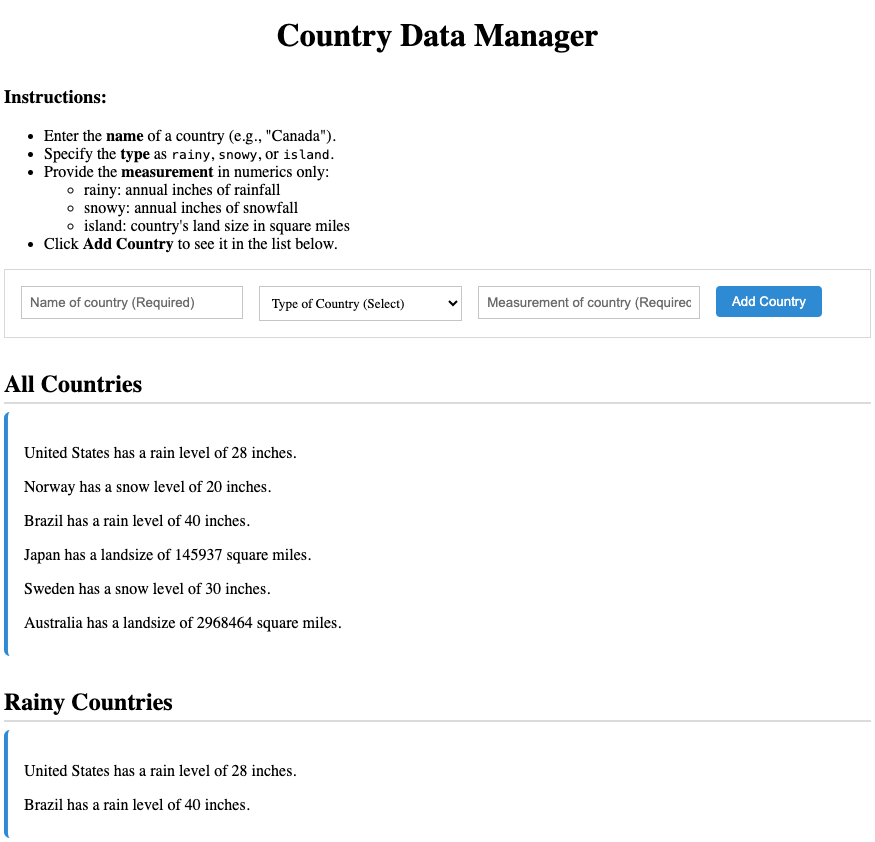 Country Data Manager
Instructions:
Enter the name of a country (e.g., "Canada").
Specify the type as rainy, snowy, or island.
Provide the measurement in numerics only:
rainy: annual inches of rainfall
snowy: annual inches of snowfall
island: country's land size in square miles
Click Add Country to see it in the list below.
Name of country (Required) Type of Country (Select) Measurement of country (Required Add Country
All Countries
United States has a rain level of 28 inches.
Norway has a snow level of 20 inches.
Brazil has a rain level of 40 inches.
Japan has a landsize of 145937 square miles.
Sweden has a snow level of 30 inches.
Australia has a landsize of 2968464 square miles.
Rainy Countries
United States has a rain level of 28 inches.
Brazil has a rain level of 40 inches.